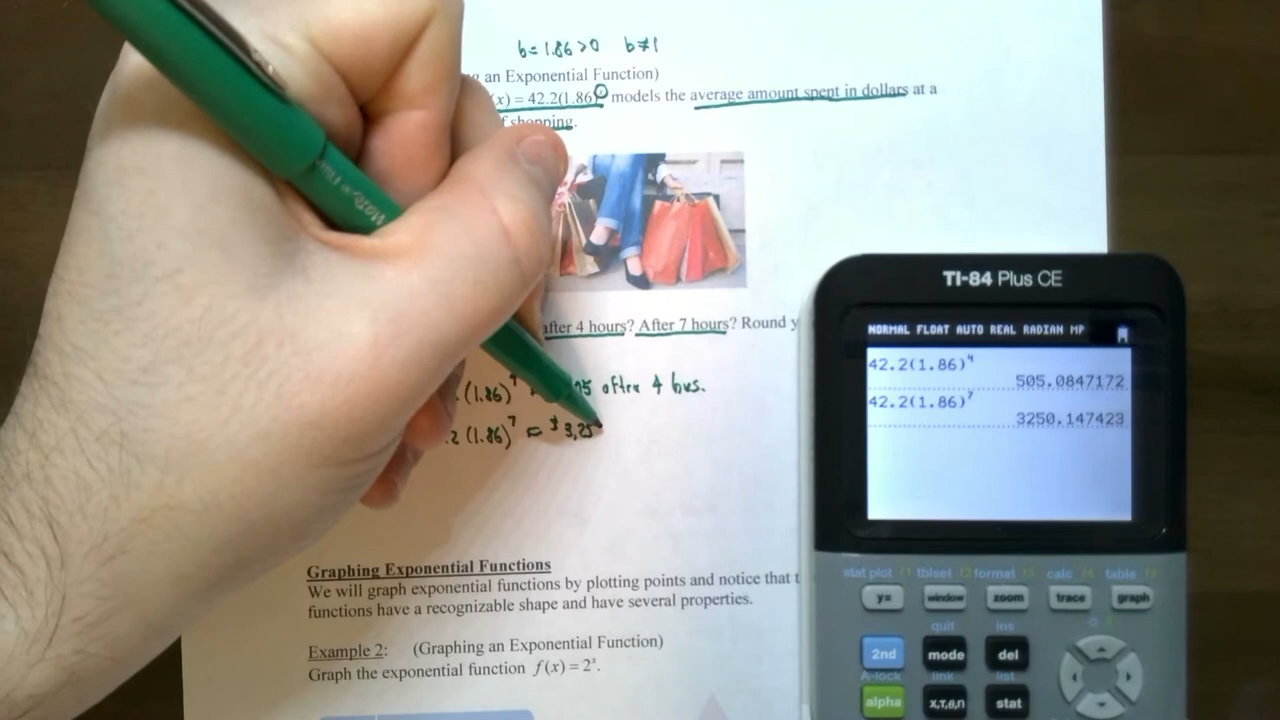 b = 1.86 > 0 b ≠ 1
an Exponential Function)
(x) = 42.2(1.86) models the average amount spent in dollars at a
f shopping.
after 4 hours? After 7 hours? Round y
(1.86)⁴ after 4 hrs.
.2 (1.86)⁷ ≈ $3,25
Graphing Exponential Functions
We will graph exponential functions by plotting points and notice that t
functions have a recognizable shape and have several properties.
Example 2: (Graphing an Exponential Function)
Graph the exponential function f(x) = 2ˣ.
TI-84 Plus CE
NORMAL FLOAT AUTO REAL RADIAN MP
42.2(1.86)⁴
505.0847172
42.2(1.86)⁷
3250.147423
stat plot f1 tblset f2 format f3 calc f4 table f5
y= window zoom trace graph
quit ins
2nd mode del
A-lock link list
alpha X,T,θ,n stat